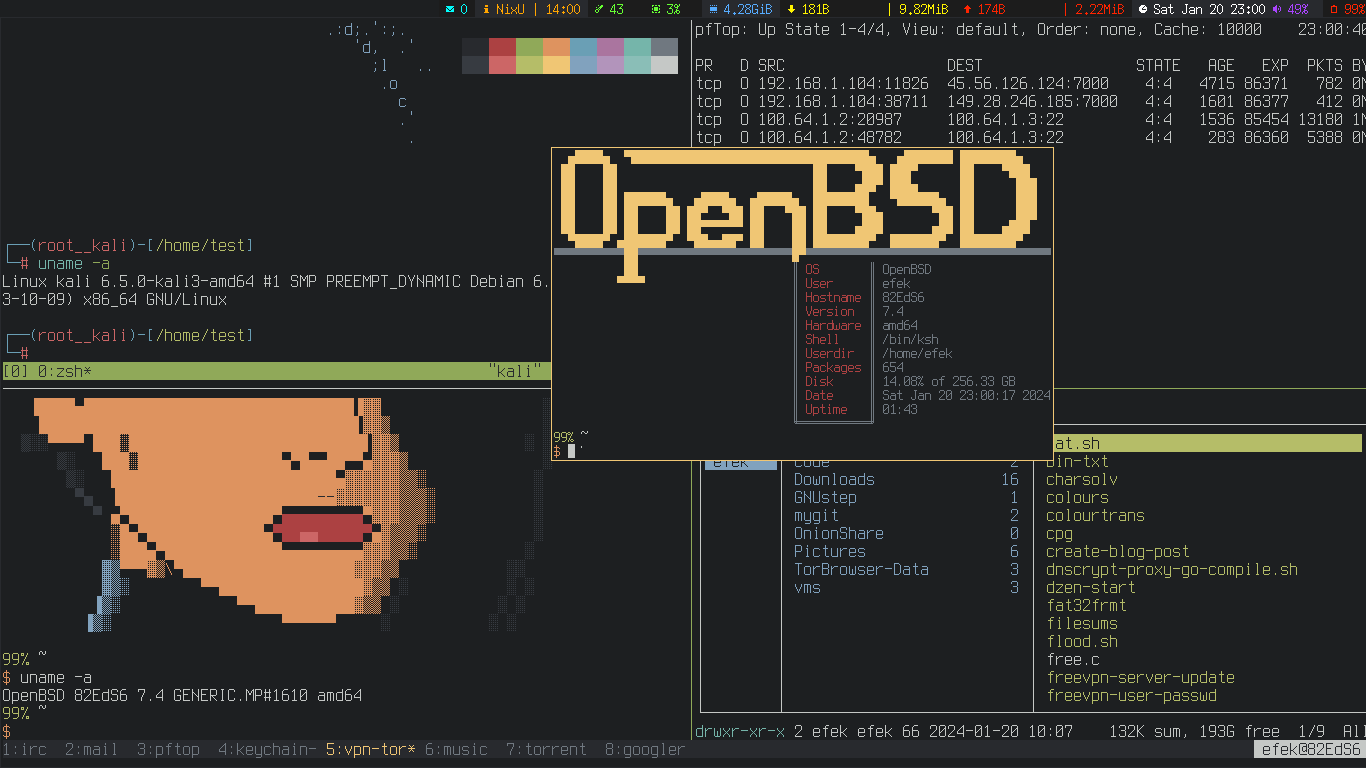 0 NixU | 14:00 43 3% 4.28GiB 181B | 9.82MiB 174B | 2.22MiB Sat Jan 20 23:00 49% 99%
┌──(root__kali)-[/home/test]
└─# uname -a
Linux kali 6.5.0-kali3-amd64 #1 SMP PREEMPT_DYNAMIC Debian 6.
3-10-09) x86_64 GNU/Linux
┌──(root__kali)-[/home/test]
└─#
[0] 0:zsh* "kali"
99% ~
$ uname -a
OpenBSD 82EdS6 7.4 GENERIC.MP#1610 amd64
99% ~
$
pfTop: Up State 1-4/4, View: default, Order: none, Cache: 10000 23:00:40
PR D SRC DEST STATE AGE EXP PKTS BY
tcp O 192.168.1.104:11826 45.56.126.124:7000 4:4 4715 86371 782 0M
tcp O 192.168.1.104:38711 149.28.246.185:7000 4:4 1601 86377 412 0M
tcp O 100.64.1.2:20987 100.64.1.3:22 4:4 1536 85454 13180 1M
tcp O 100.64.1.2:48782 100.64.1.3:22 4:4 283 86360 5388 0M
OpenBSD
OS OpenBSD
User efek
Hostname 82EdS6
Version 7.4
Hardware amd64
Shell /bin/ksh
Userdir /home/efek
Packages 654
Disk 14.08% of 256.33 GB
Date Sat Jan 20 23:00:17 2024
Uptime 01:43
99% ~
$
at.sh
efek code 2 bin-txt
Downloads 16 charsolv
GNUstep 1 colours
mygit 2 colourtrans
OnionShare 0 cpg
Pictures 6 create-blog-post
TorBrowser-Data 3 dnscrypt-proxy-go-compile.sh
vms 3 dzen-start
fat32frmt
filesums
flood.sh
free.c
freevpn-server-update
freevpn-user-passwd
drwxr-xr-x 2 efek efek 66 2024-01-20 10:07 132K sum, 193G free 1/9 All
1:irc 2:mail 3:pftop 4:keychain- 5:vpn-tor* 6:music 7:torrent 8:googler efek@82EdS6